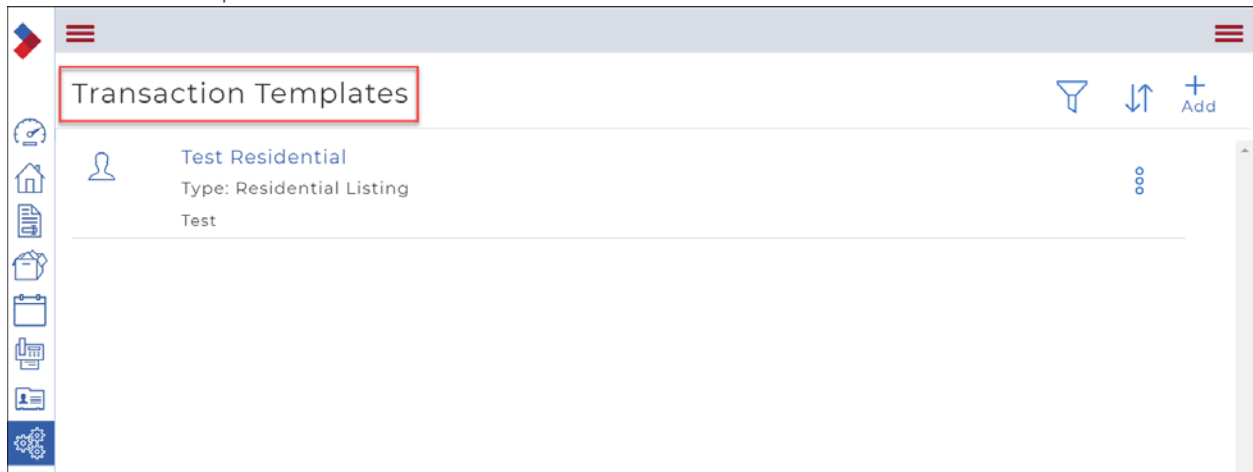 Transaction Templates
Add
Test Residential
Type: Residential Listing
Test